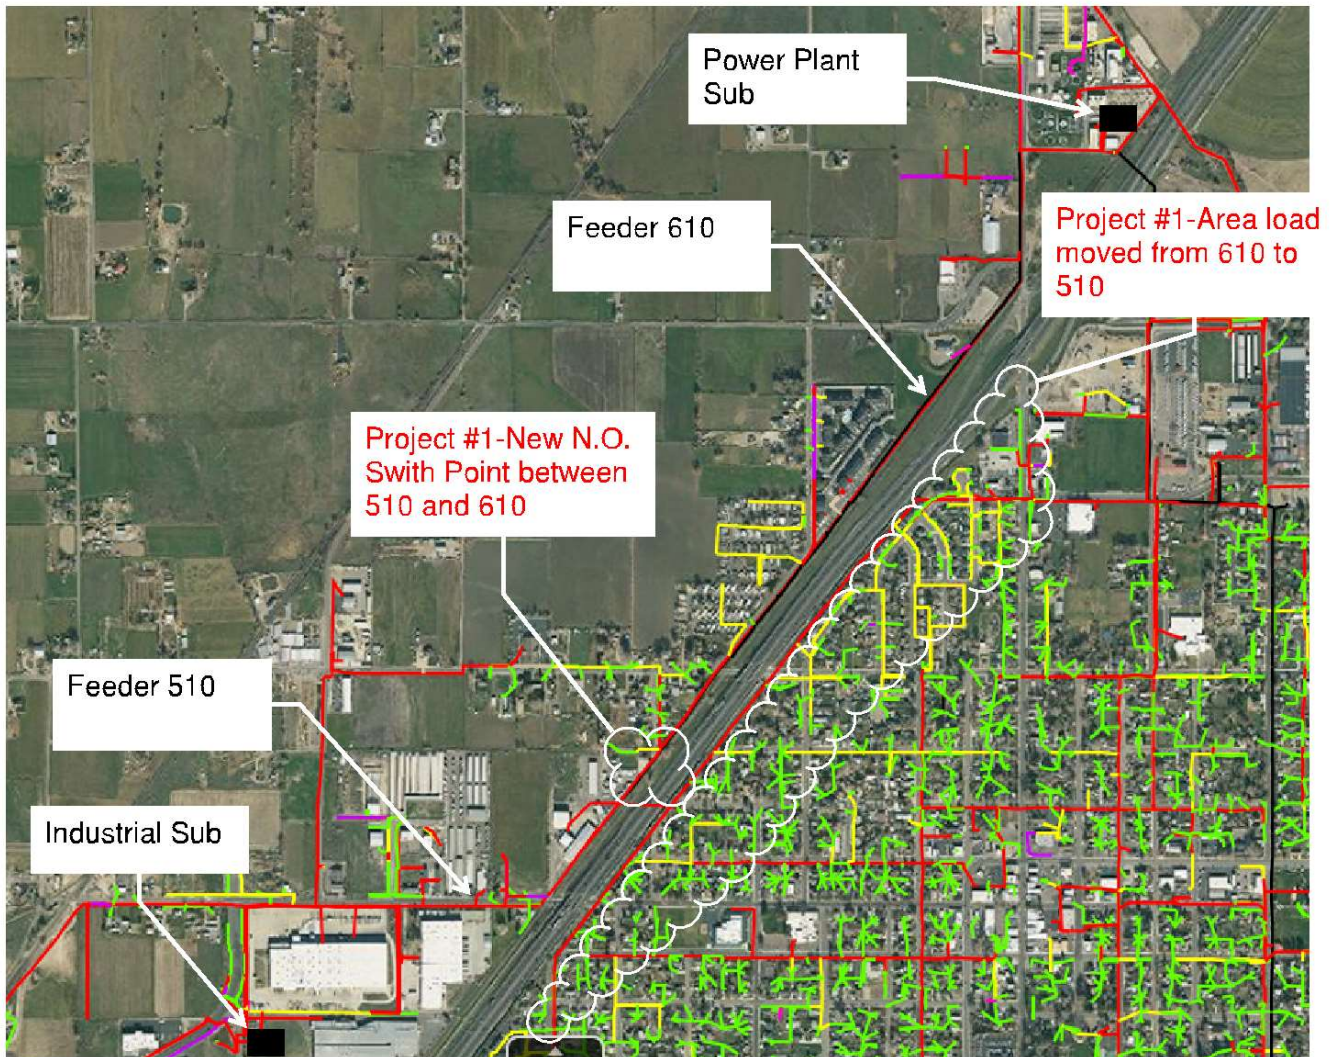 Power Plant
Sub
Feeder 610
Project #1-Area load
moved from 610 to
510
Project #1-New N.O.
Swith Point between
510 and 610
Feeder 510
Industrial Sub